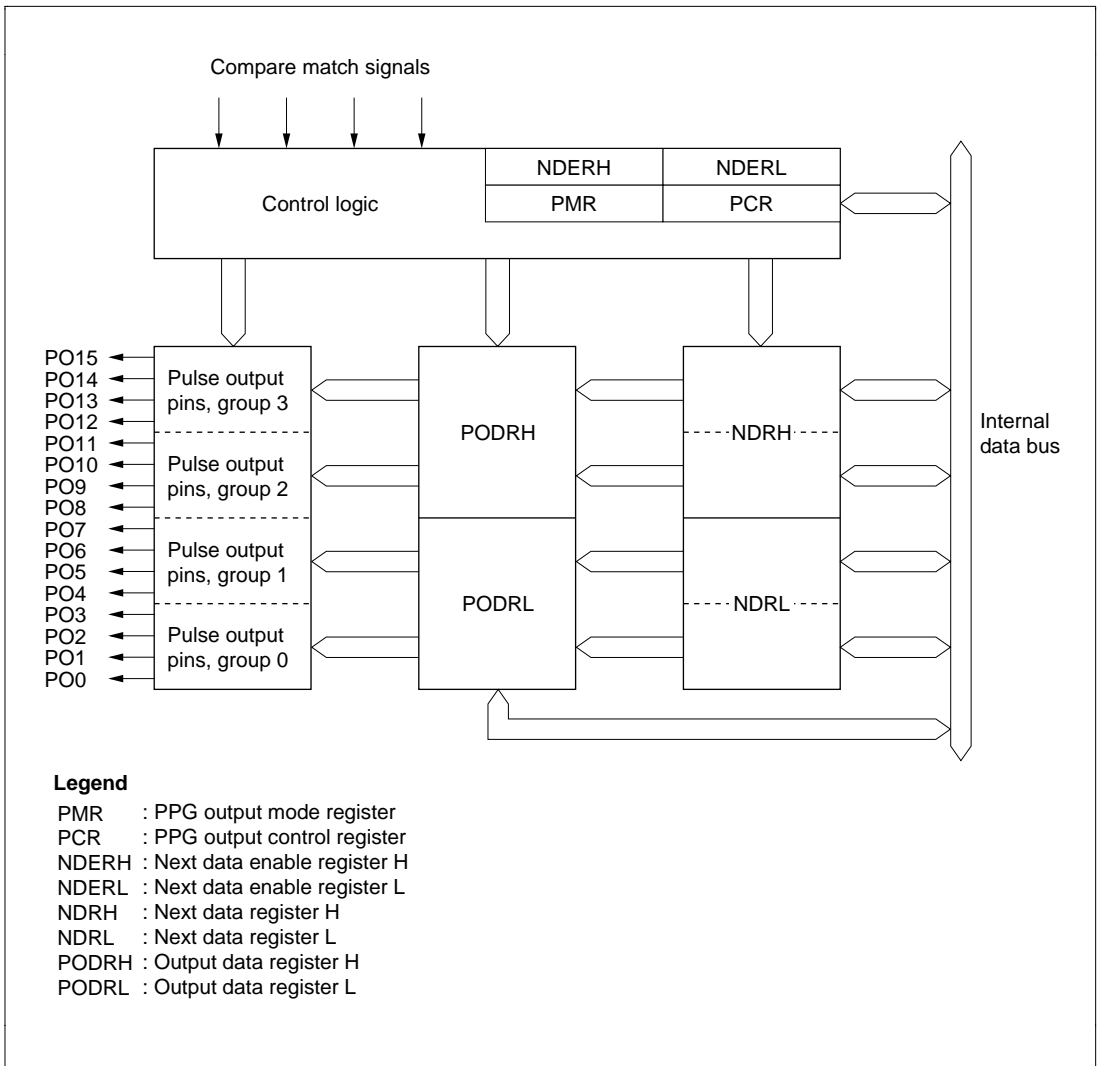 Compare match signals
NDERH NDERL
Control logic PMR PCR
PO15
PO14
PO13
PO12
PO11
PO10
PO9
PO8
PO7
PO6
PO5
PO4
PO3
PO2
PO1
PO0
Pulse output
pins, group 3
Pulse output
pins, group 2
Pulse output
pins, group 1
Pulse output
pins, group 0
PODRH
PODRL
NDRH
NDRL
Internal
data bus
Legend
PMR : PPG output mode register
PCR : PPG output control register
NDERH : Next data enable register H
NDERL : Next data enable register L
NDRH : Next data register H
NDRL : Next data register L
PODRH : Output data register H
PODRL : Output data register L